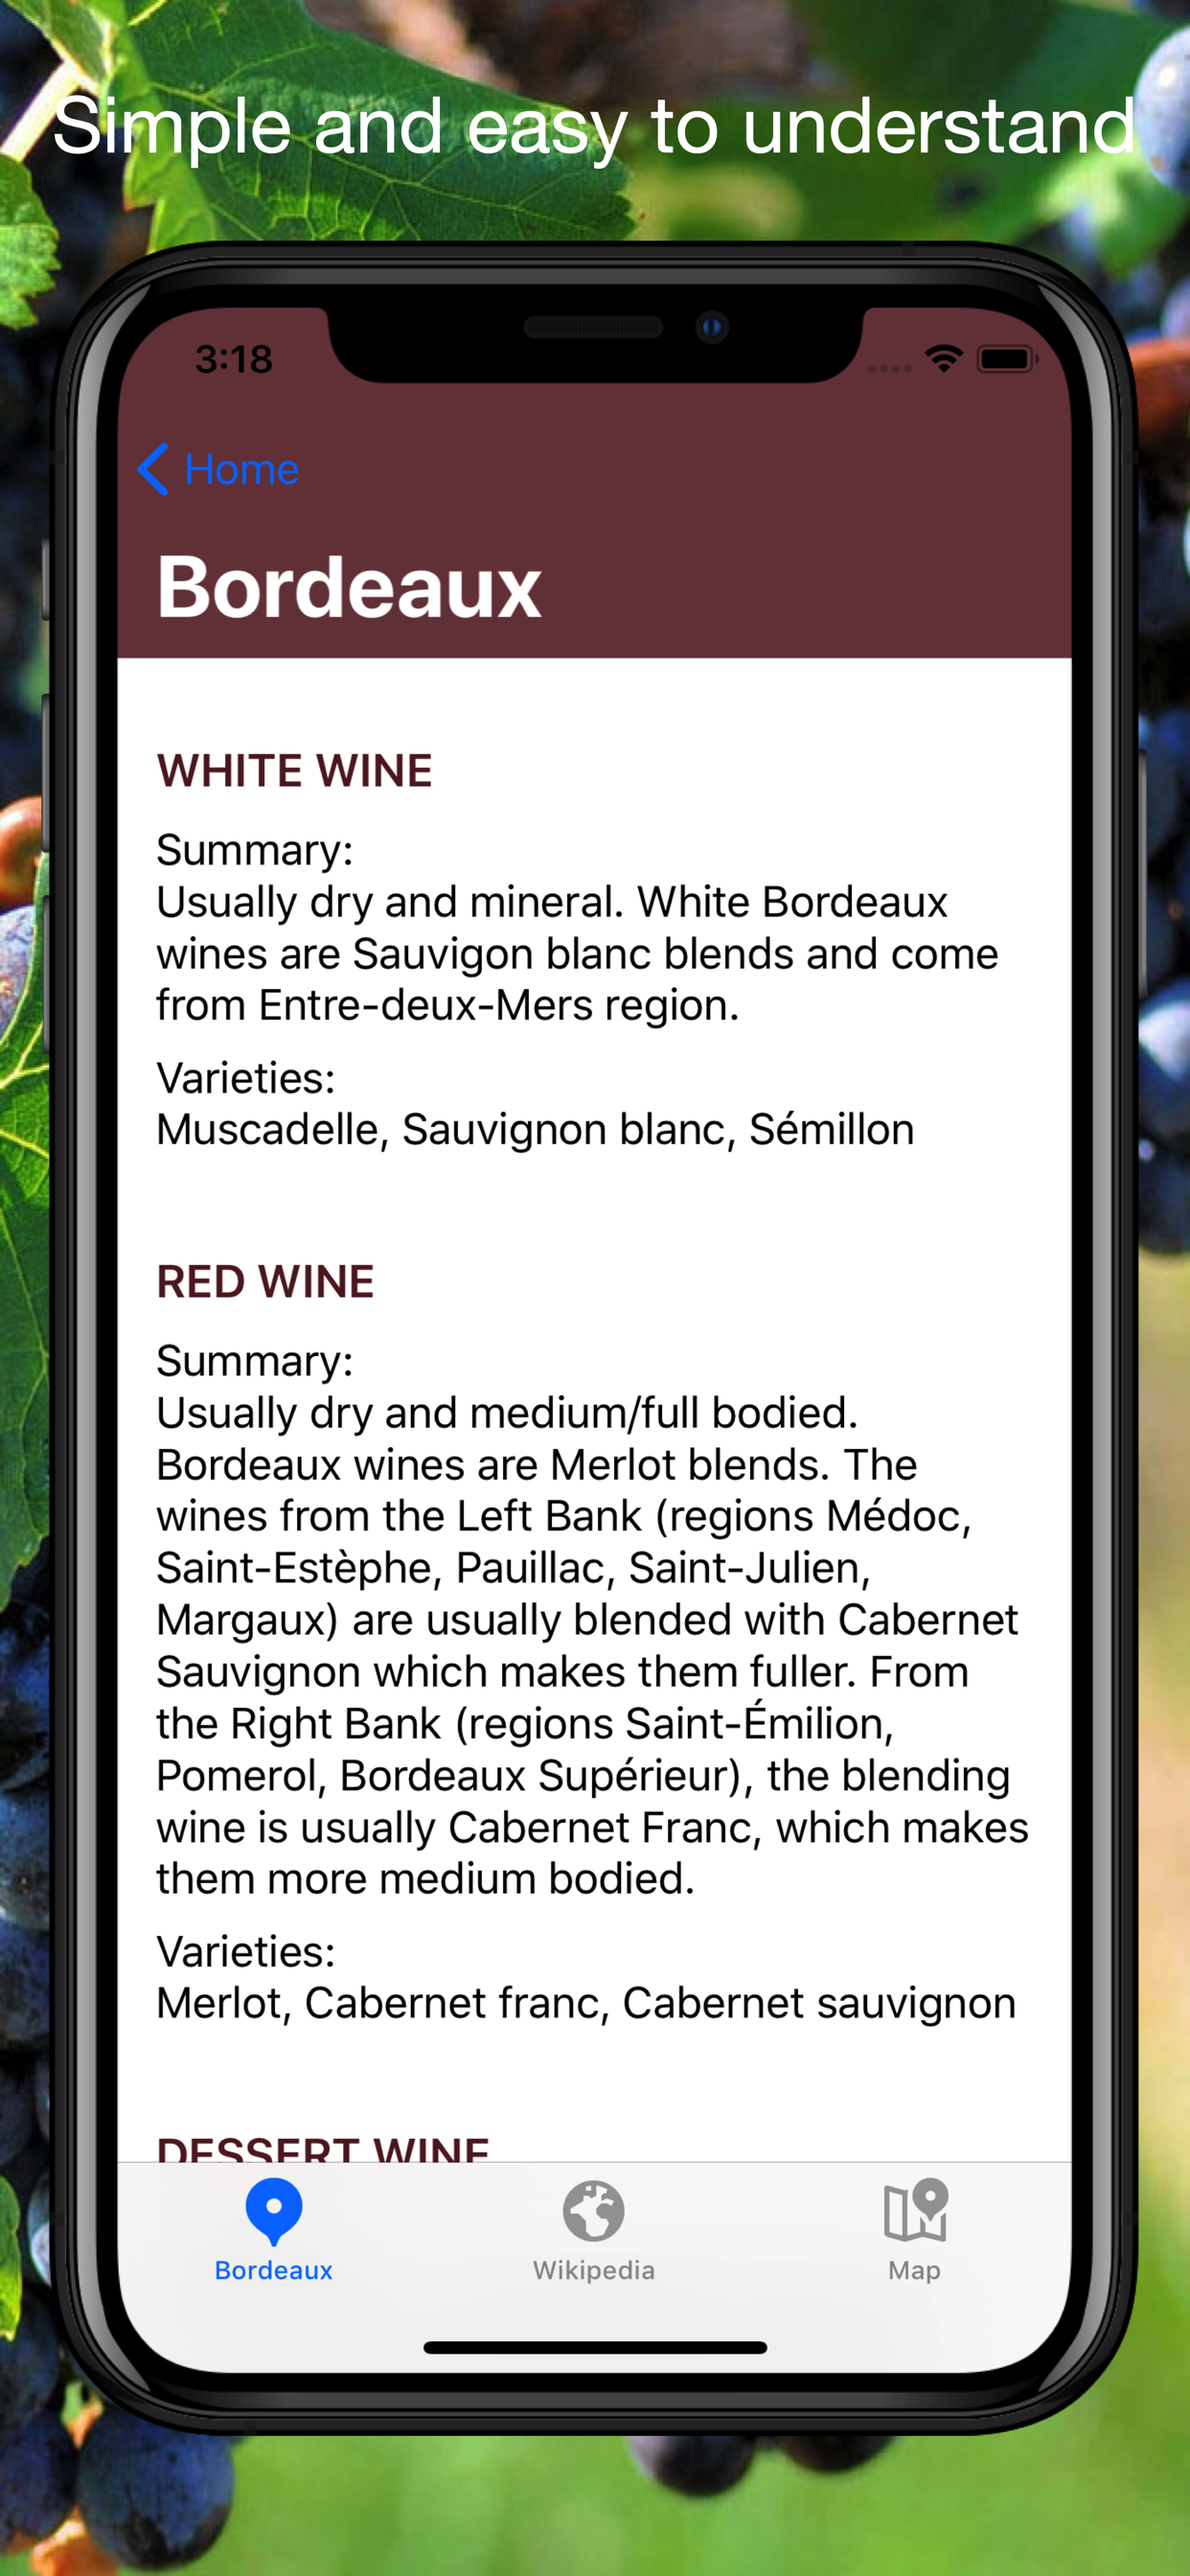 Simple and easy to understand
3:18
Home
Bordeaux
WHITE WINE
Summary:
Usually dry and mineral. White Bordeaux
wines are Sauvigon blanc blends and come
from Entre-deux-Mers region.
Varieties:
Muscadelle, Sauvignon blanc, Sémillon
RED WINE
Summary:
Usually dry and medium/full bodied.
Bordeaux wines are Merlot blends. The
wines from the Left Bank (regions Médoc,
Saint-Estèphe, Pauillac, Saint-Julien,
Margaux) are usually blended with Cabernet
Sauvignon which makes them fuller. From
the Right Bank (regions Saint-Émilion,
Pomerol, Bordeaux Supérieur), the blending
wine is usually Cabernet Franc, which makes
them more medium bodied.
Varieties:
Merlot, Cabernet franc, Cabernet sauvignon
DESSERT WINE
Bordeaux
Wikipedia
Map